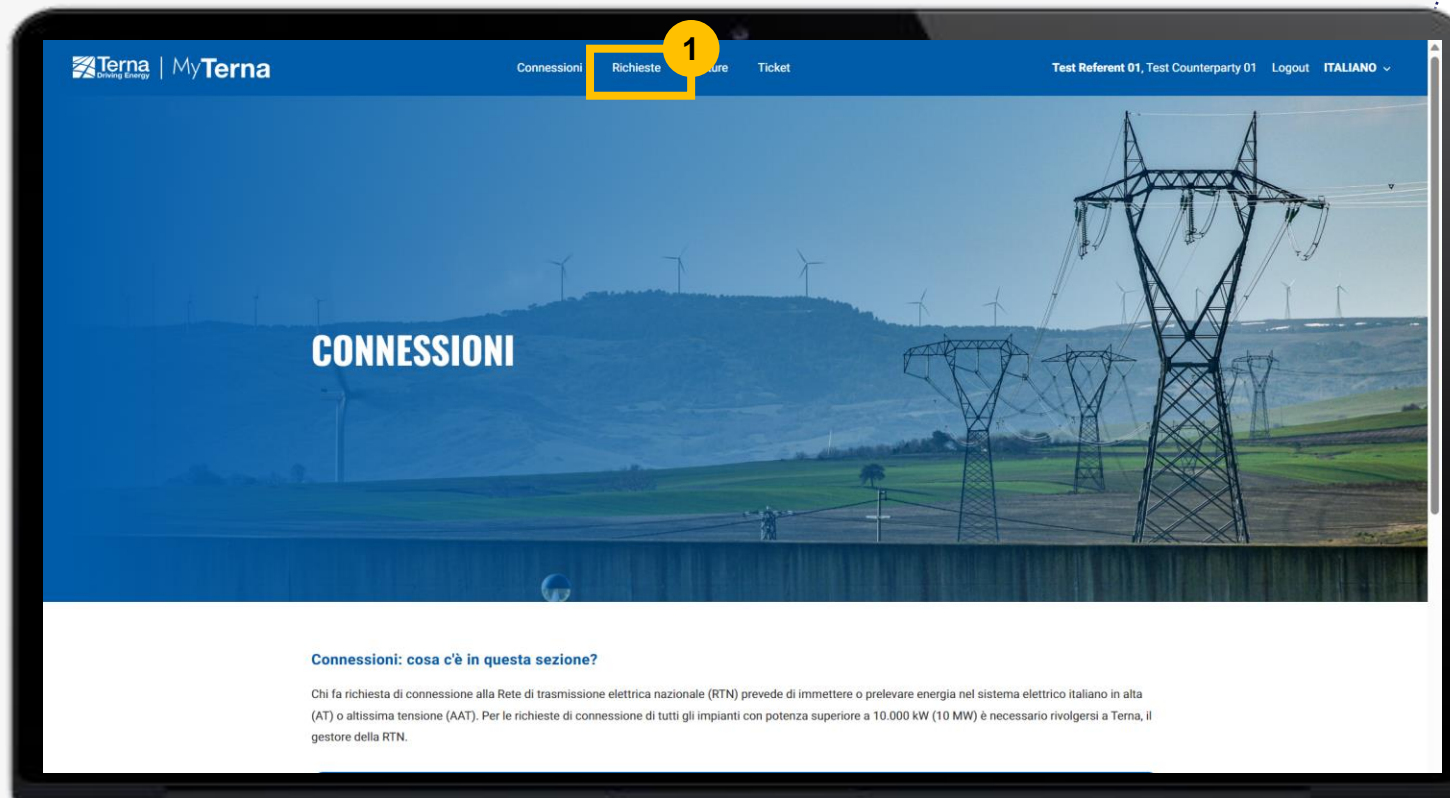 1
Terna
Driving Energy
MyTerna
Connessioni Richieste ure Ticket
Test Referent 01, Test Counterparty 01 Logout ITALIANO
CONNESSIONI
Connessioni: cosa c'è in questa sezione?
Chi fa richiesta di connessione alla Rete di trasmissione elettrica nazionale (RTN) prevede di immettere o prelevare energia nel sistema elettrico italiano in alta
(AT) o altissima tensione (AAT). Per le richieste di connessione di tutti gli impianti con potenza superiore a 10.000 kW (10 MW) è necessario rivolgersi a Terna, il
gestore della RTN.